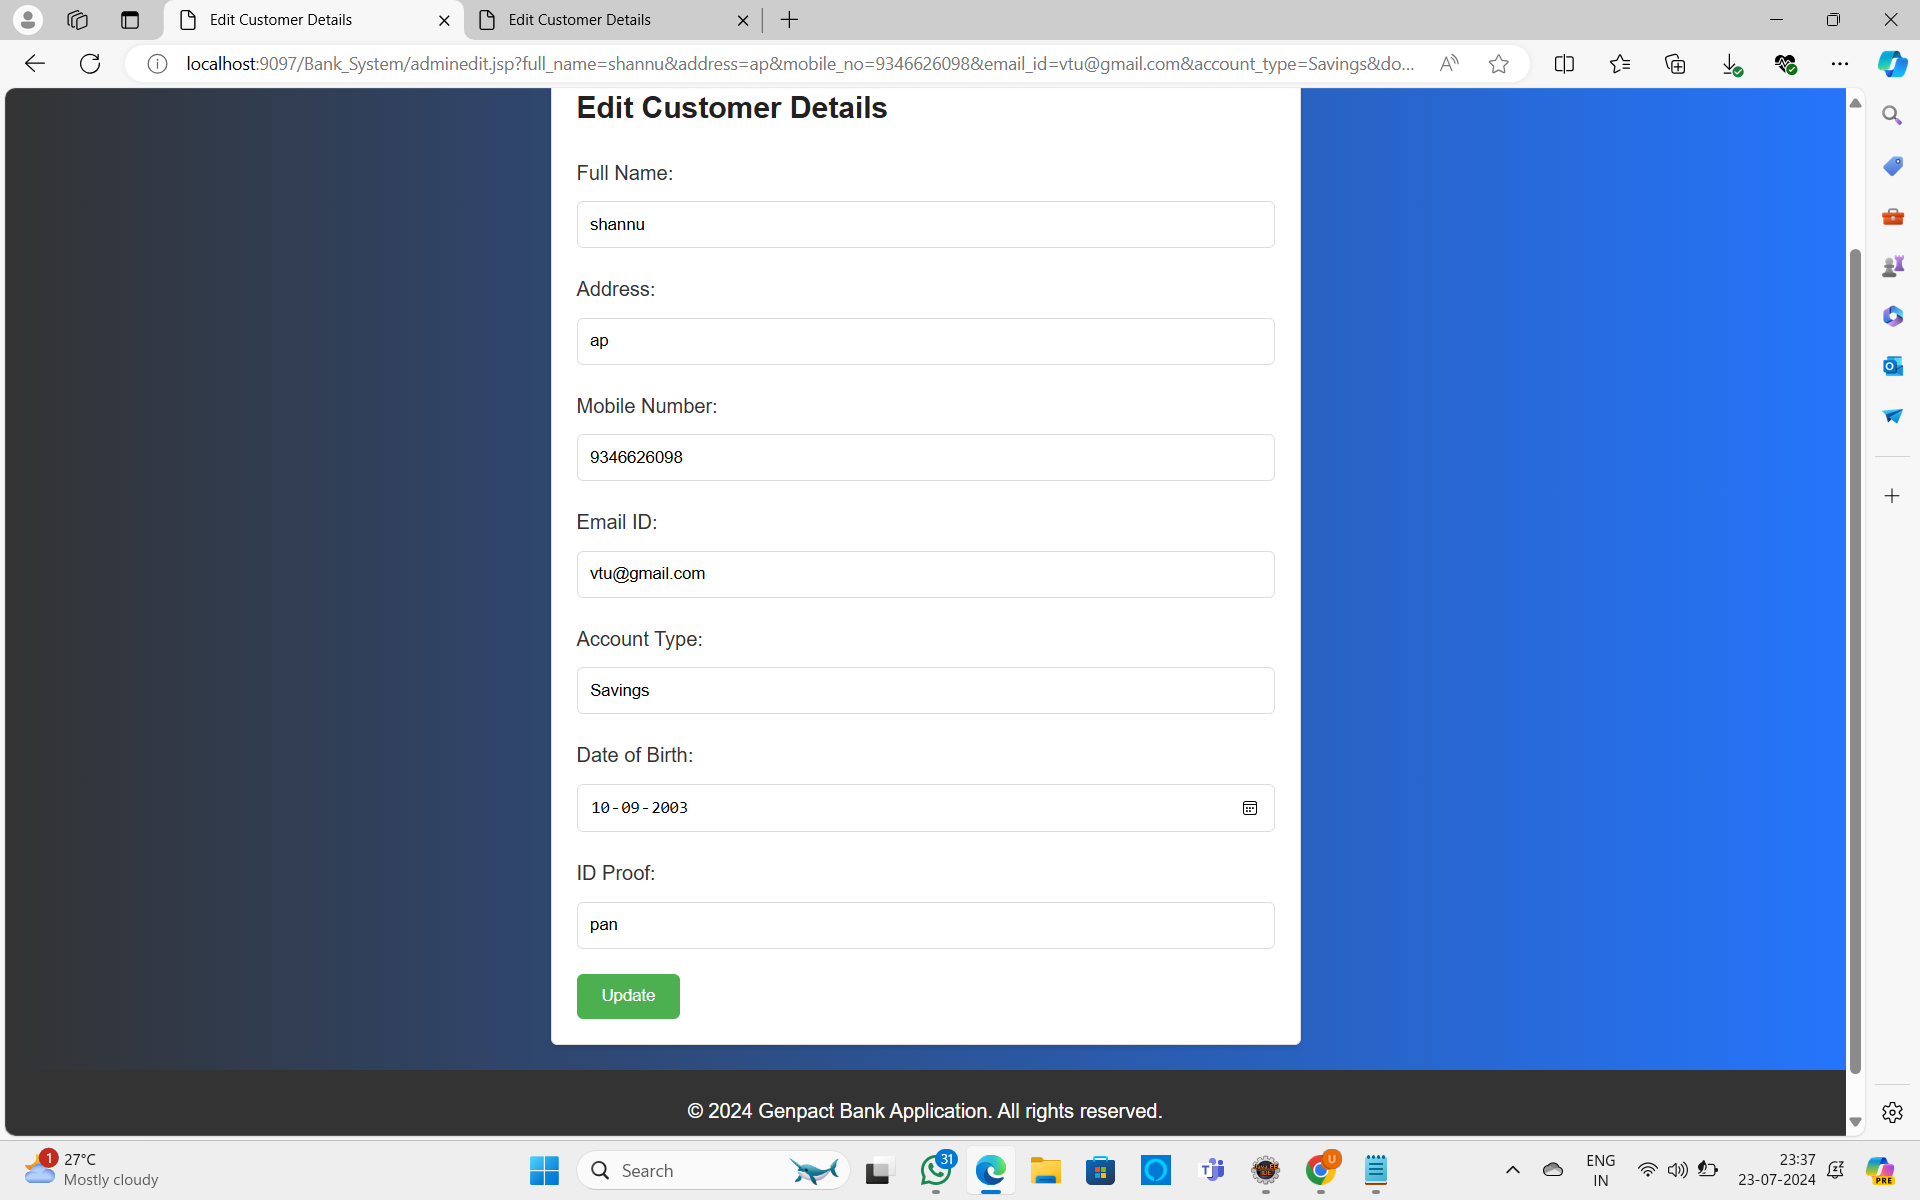 Edit Customer Details
Edit Customer Details
localhost:9097/Bank_System/adminedit.jsp?full_name=shannu&address=ap&mobile_no=9346626098&email_id=vtu@gmail.com&account_type=Savings&do...
Edit Customer Details
Full Name:
shannu
Address:
ap
Mobile Number:
9346626098
Email ID:
vtu@gmail.com
Account Type:
Savings
Date of Birth:
10-09-2003
ID Proof:
pan
Update
© 2024 Genpact Bank Application. All rights reserved.
1
27°C
Mostly cloudy
Search
31
U
ENG
IN
23:37
23-07-2024
PRE